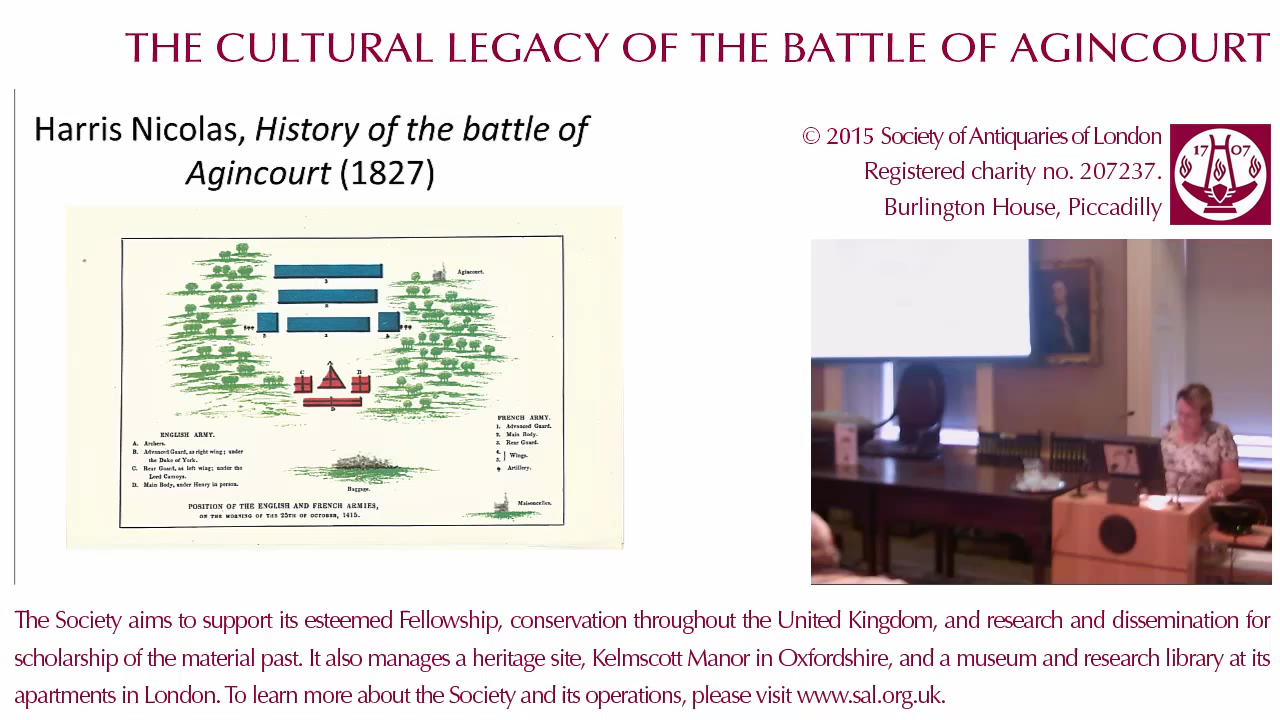 THE CULTURAL LEGACY OF THE BATTLE OF AGINCOURT
Harris Nicolas, History of the battle of
Agincourt (1827)
© 2015 Society of Antiquaries of London
Registered charity no. 207237.
Burlington House, Piccadilly
17 07
Agincourt.
3
2
1
A
C
B
D
ENGLISH ARMY.
A. Archers.
B. Advanced Guard, as right wing; under
the Duke of York.
C. Rear Guard, as left wing; under the
Lord Camoys.
D. Main Body, under Henry in person.
FRENCH ARMY.
1. Advanced Guard.
2. Main Body.
3. Rear Guard.
4.
5.
Wings.
Artillery.
Baggage.
Maisoncelles.
POSITION OF THE ENGLISH AND FRENCH ARMIES,
ON THE MORNING OF THE 25TH OF OCTOBER, 1415.
The Society aims to support its esteemed Fellowship, conservation throughout the United Kingdom, and research and dissemination for
scholarship of the material past. It also manages a heritage site, Kelmscott Manor in Oxfordshire, and a museum and research library at its
apartments in London. To learn more about the Society and its operations, please visit www.sal.org.uk.